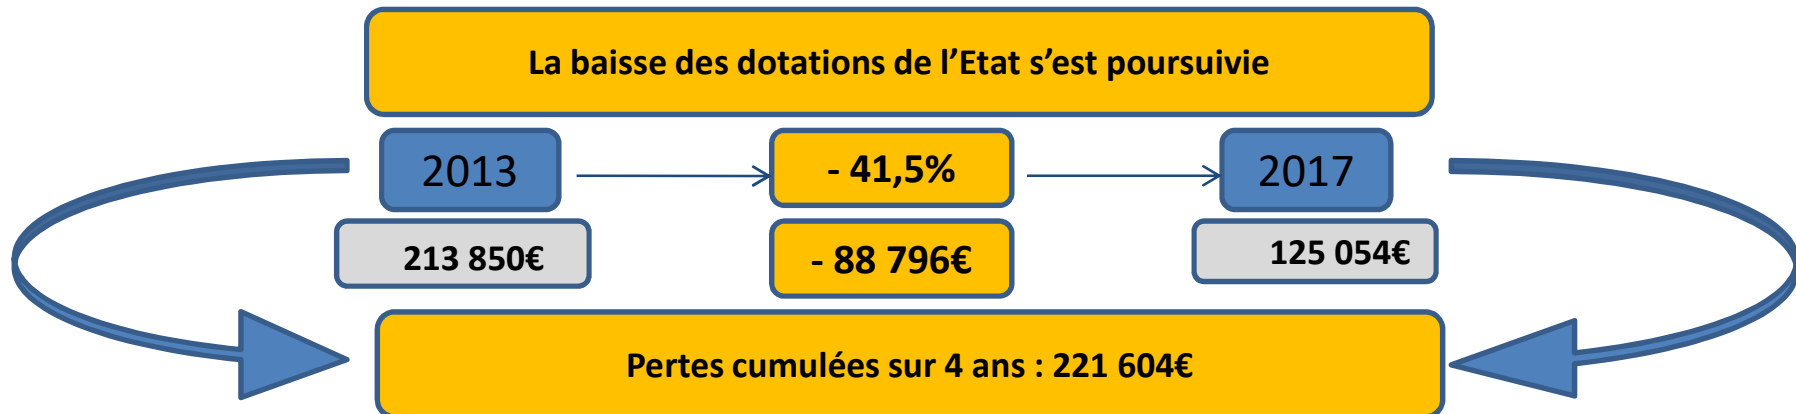 La baisse des dotations de l’Etat s’est poursuivie
2013
- 41,5%
2017
213 850€
- 88 796€
125 054€
Pertes cumulées sur 4 ans : 221 604€